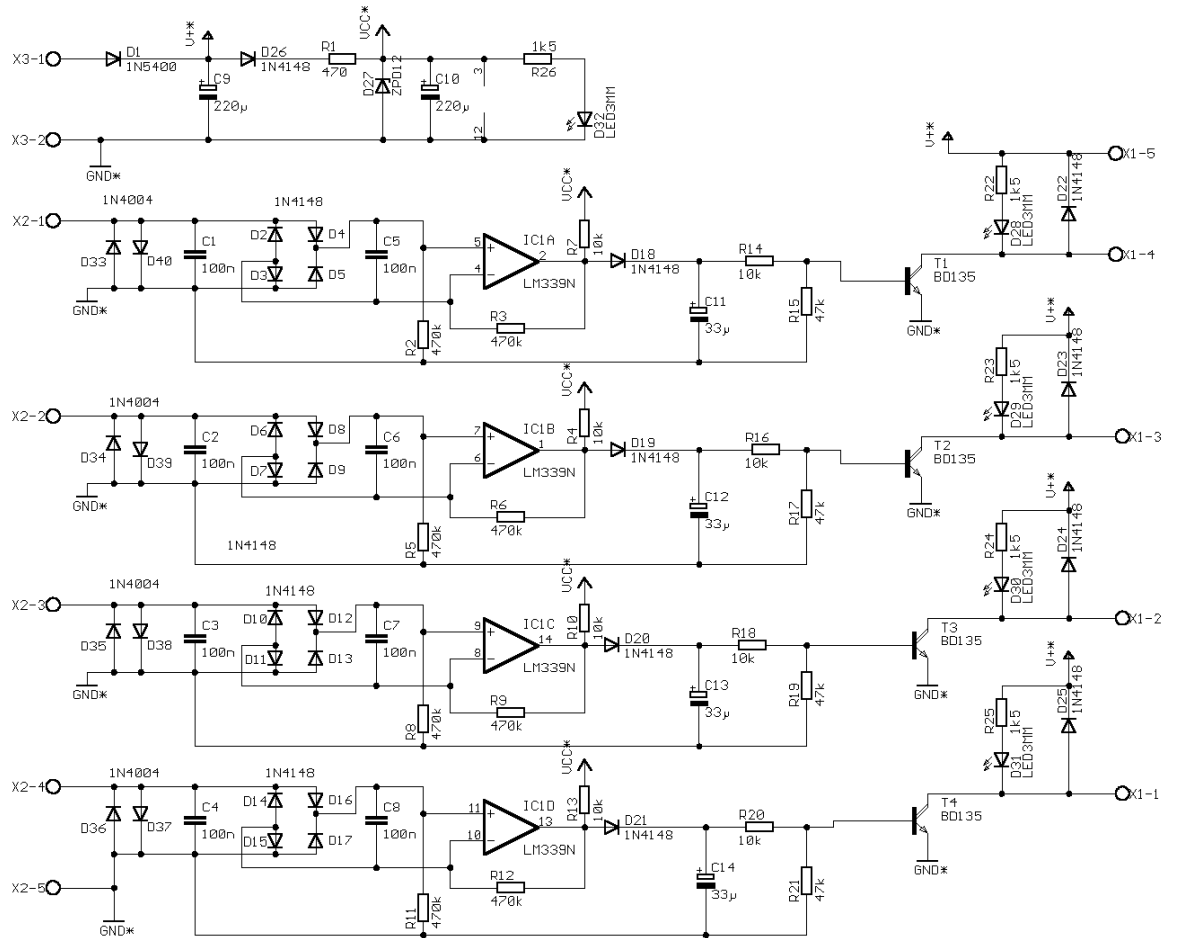 X3-1
D1
1N5400
V+*
D26
1N4148
C9
220µ
R1
470
VCC*
D27
ZPD12
C10
220µ
3
12
1k5
R26
D32
LED3MM
X3-2
GND*
V+*
X1-5
R22
1k5
D22
1N4148
D28
LED3MM
X1-4
X2-1
1N4004
1N4148
D33
D40
C1
100n
D2
D3
D4
D5
C5
100n
5
4
IC1A
2
LM339N
VCC*
R7
10k
D18
1N4148
R14
10k
C11
33µ
R15
47k
T1
BD135
GND*
GND*
R3
470k
R2
470k
V+*
R23
1k5
D23
1N4148
D29
LED3MM
X1-3
X2-2
1N4004
D34
D39
C2
100n
D6
D7
D8
D9
C6
100n
7
6
IC1B
1
LM339N
VCC*
R4
10k
D19
1N4148
R16
10k
C12
33µ
R17
47k
T2
BD135
GND*
GND*
R6
470k
R5
470k
1N4148
V+*
R24
1k5
D24
1N4148
D30
LED3MM
X1-2
X2-3
1N4004
1N4148
D35
D38
C3
100n
D10
D11
D12
D13
C7
100n
9
8
IC1C
14
LM339N
VCC*
R10
10k
D20
1N4148
R18
10k
C13
33µ
R19
47k
T3
BD135
GND*
GND*
R9
470k
R8
470k
V+*
R25
1k5
D25
1N4148
D31
LED3MM
X1-1
X2-4
1N4004
1N4148
D36
D37
C4
100n
D14
D15
D16
D17
C8
100n
11
10
IC1D
13
LM339N
VCC*
R13
10k
D21
1N4148
R20
10k
C14
33µ
R21
47k
T4
BD135
GND*
R12
470k
R11
470k
X2-5
GND*